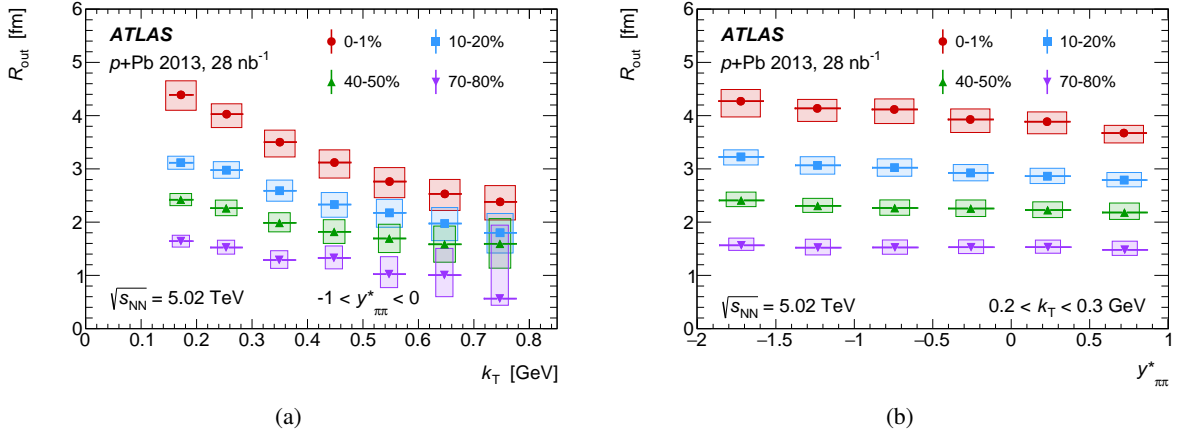 R_out [fm]
6
5
4
3
2
1
0
ATLAS
p+Pb 2013, 28 nb⁻¹
0-1%
10-20%
40-50%
70-80%
√s_NN = 5.02 TeV
-1 < y*_ππ < 0
0 0.1 0.2 0.3 0.4 0.5 0.6 0.7 0.8
k_T [GeV]
(a)
R_out [fm]
6
5
4
3
2
1
0
ATLAS
p+Pb 2013, 28 nb⁻¹
0-1%
10-20%
40-50%
70-80%
√s_NN = 5.02 TeV
0.2 < k_T < 0.3 GeV
−2 −1.5 −1 −0.5 0 0.5 1
y*_ππ
(b)